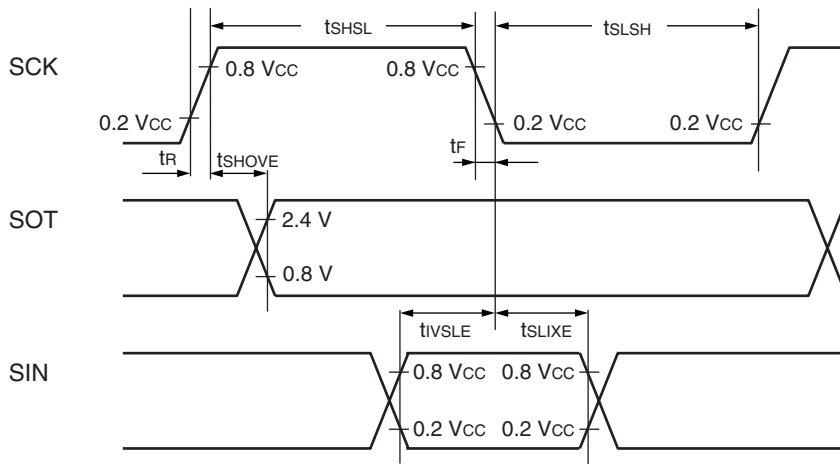 tSHSL
tSLSH
SCK
0.8 VCC
0.8 VCC
0.2 VCC
0.2 VCC
0.2 VCC
tR
tSHOVE
tF
SOT
2.4 V
0.8 V
tIVSLE
tSLIXE
SIN
0.8 VCC
0.8 VCC
0.2 VCC
0.2 VCC